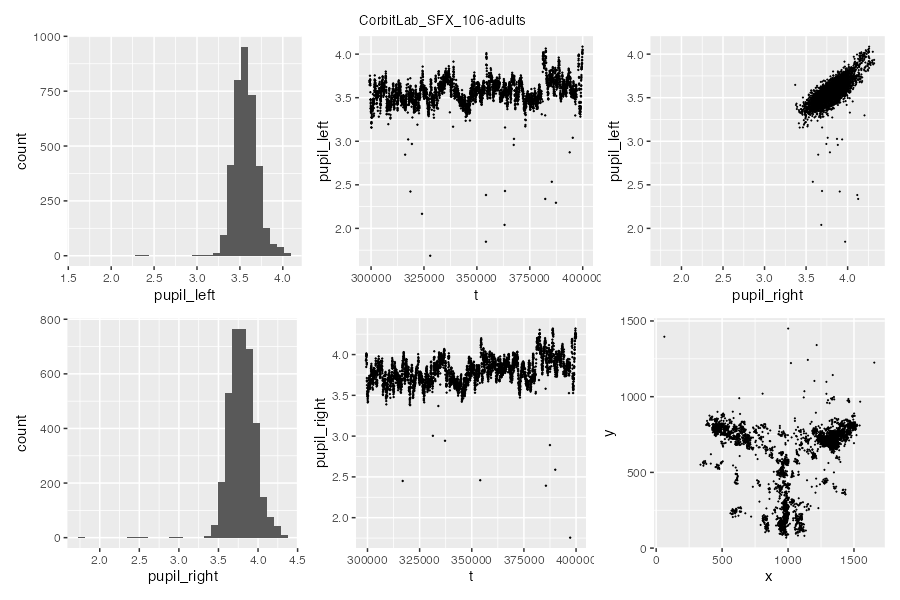 CorbitLab_SFX_106-adults
1000
750
500
250
0
count
1.5 2.0 2.5 3.0 3.5 4.0
pupil_left
4.0
3.5
3.0
2.5
2.0
pupil_left
300000 325000 350000 375000 400000
t
4.0
3.5
3.0
2.5
2.0
pupil_left
2.0 2.5 3.0 3.5 4.0
pupil_right
800
600
400
200
0
count
2.0 2.5 3.0 3.5 4.0 4.5
pupil_right
4.0
3.5
3.0
2.5
2.0
pupil_right
300000 325000 350000 375000 400000
t
1500
1000
500
0
y
0 500 1000 1500
x